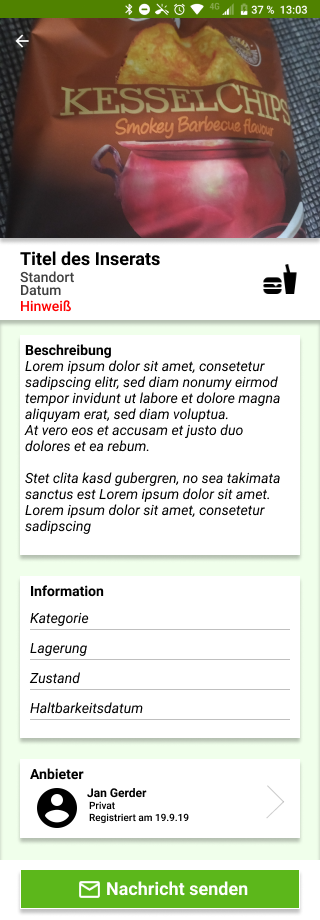 4G 37 % 13:03
KESSELCHIPS
Smokey Barbecue flavour
Titel des Inserats
Standort
Datum
Hinweiß
Beschreibung
Lorem ipsum dolor sit amet, consetetur
sadipscing elitr, sed diam nonumy eirmod
tempor invidunt ut labore et dolore magna
aliquyam erat, sed diam voluptua.
At vero eos et accusam et justo duo
dolores et ea rebum.
Stet clita kasd gubergren, no sea takimata
sanctus est Lorem ipsum dolor sit amet.
Lorem ipsum dolor sit amet, consetetur
sadipscing
Information
Kategorie
Lagerung
Zustand
Haltbarkeitsdatum
Anbieter
Jan Gerder
Privat
Registriert am 19.9.19
Nachricht senden